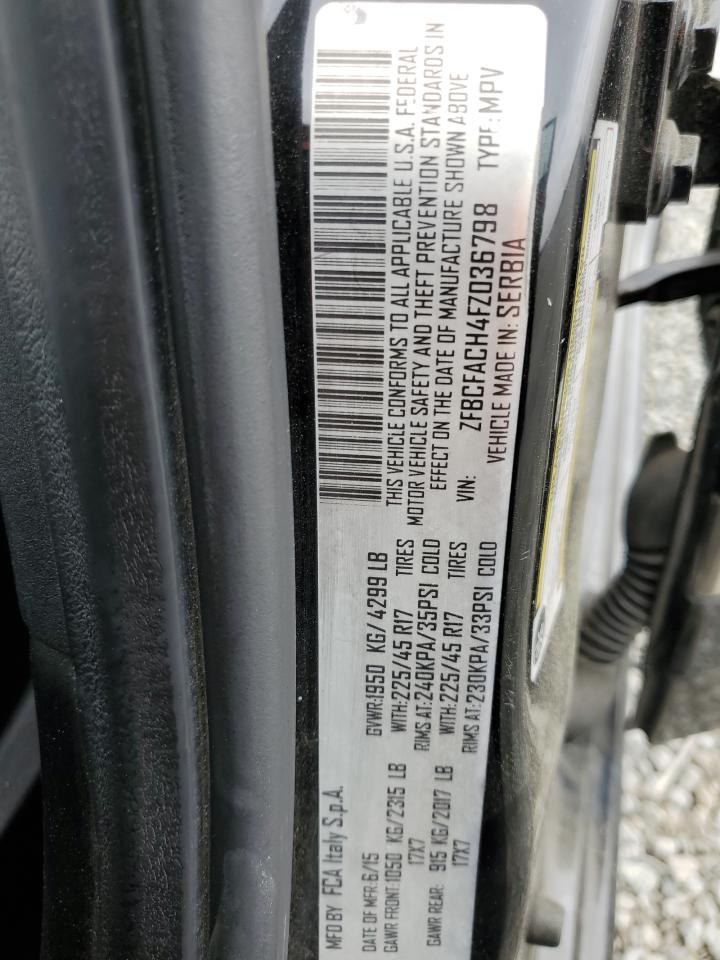 MFD BY FCA Italy S.p.A.
DATE OF MFR: 6/15 GVWR: 1950 KG/ 4299 LB
GAWR FRONT: 1050 KG/2315 LB WITH: 225/45 R17 TIRES
17X7 RIMS AT: 240KPA/35PSI COLD
GAWR REAR: 915 KG/2017 LB WITH: 225/45 R17 TIRES
17X7 RIMS AT: 230KPA/33PSI COLD
THIS VEHICLE CONFORMS TO ALL APPLICABLE U.S.A. FEDERAL
MOTOR VEHICLE SAFETY AND THEFT PREVENTION STANDARDS IN
EFFECT ON THE DATE OF MANUFACTURE SHOWN ABOVE
VIN: ZFBCFACH4FZ036798 TYPE: MPV
VEHICLE MADE IN: SERBIA